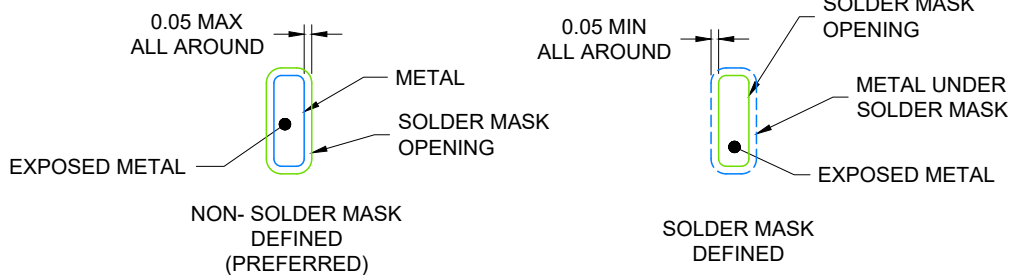 0.05 MAX
ALL AROUND
METAL
SOLDER MASK
OPENING
EXPOSED METAL
NON- SOLDER MASK
DEFINED
(PREFERRED)
0.05 MIN
ALL AROUND
SOLDER MASK
OPENING
METAL UNDER
SOLDER MASK
EXPOSED METAL
SOLDER MASK
DEFINED